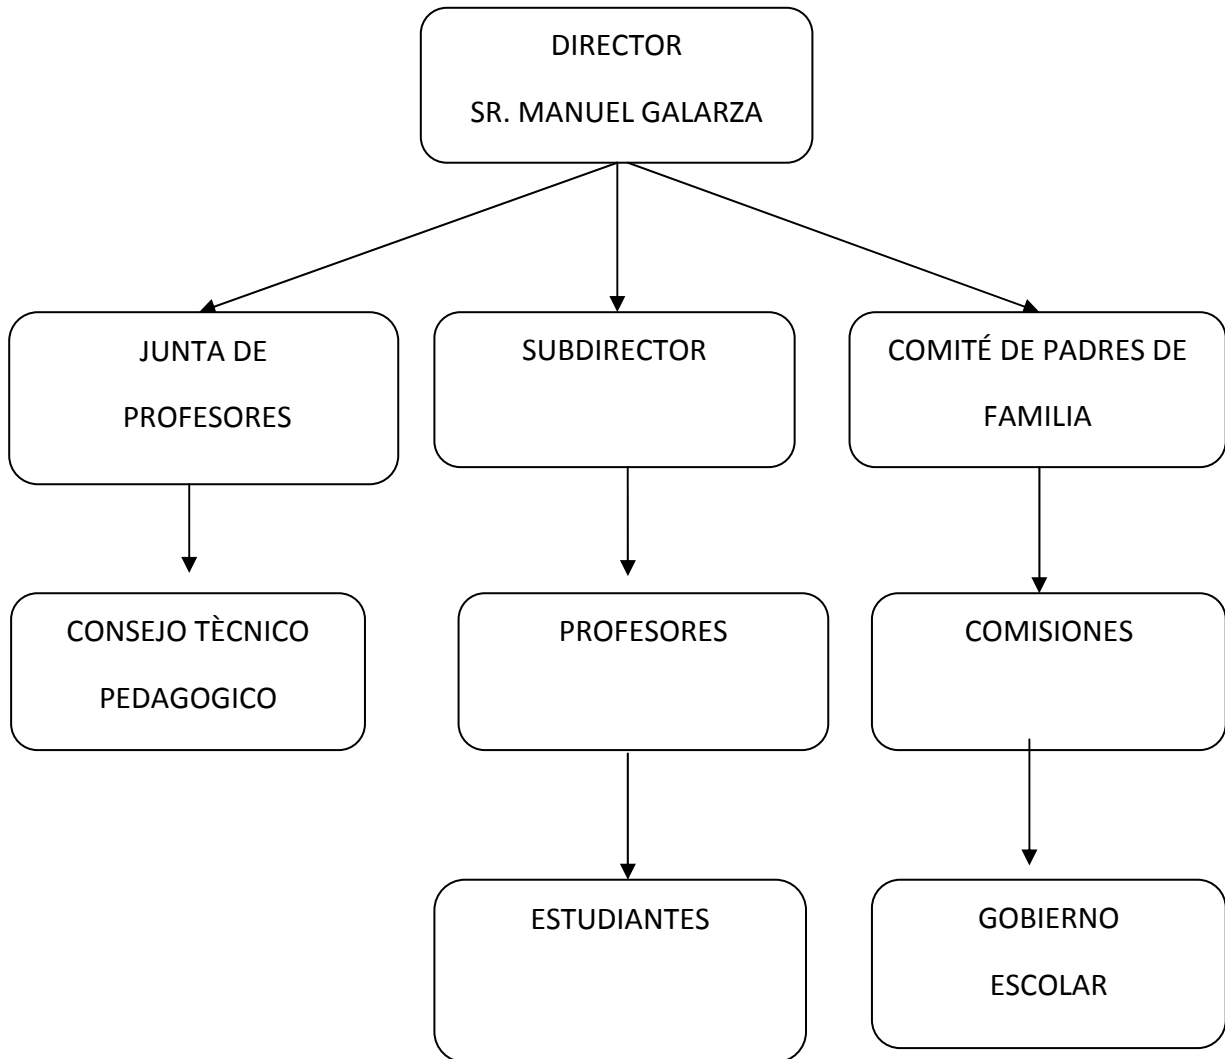 DIRECTOR
SR. MANUEL GALARZA
JUNTA DE
PROFESORES
SUBDIRECTOR
COMITÉ DE PADRES DE
FAMILIA
CONSEJO TÈCNICO
PEDAGOGICO
PROFESORES
COMISIONES
ESTUDIANTES
GOBIERNO
ESCOLAR